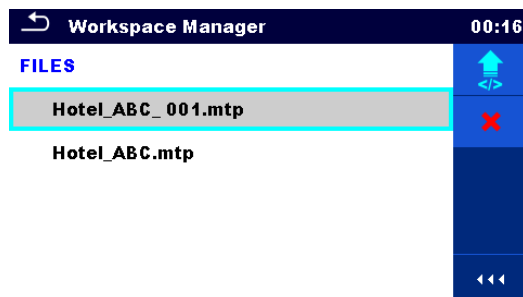 Workspace Manager 00:16
FILES
</>
Hotel_ABC_ 001.mtp
Hotel_ABC.mtp